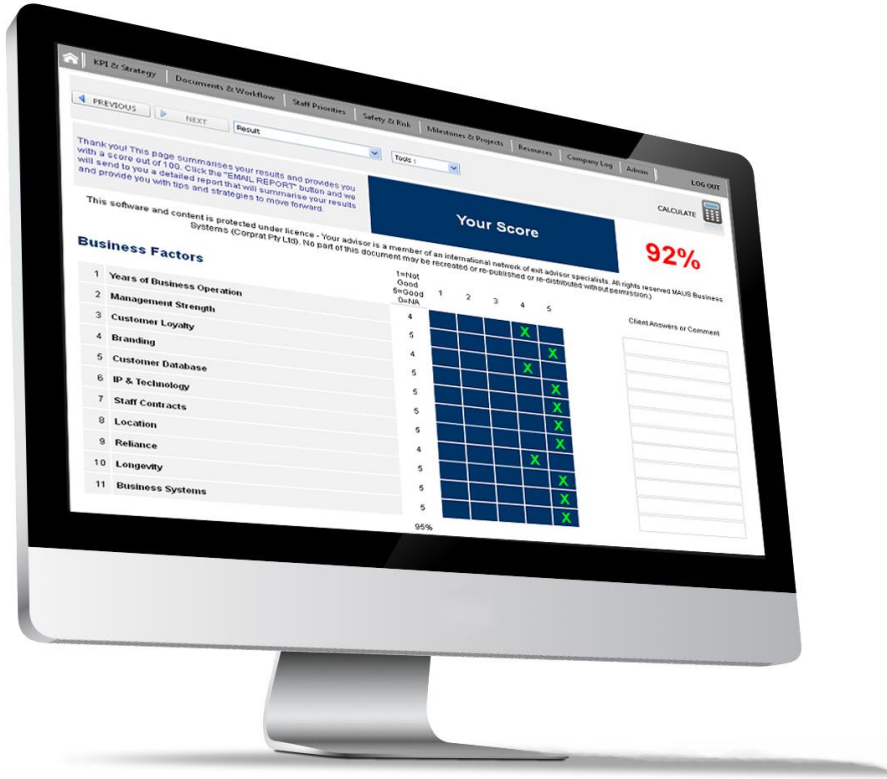 KPI & Strategy Documents & Workflow Staff Priorities Safety & Risk Milestones & Projects Resources Company Log Admin LOG OUT
PREVIOUS NEXT Result Tools :
CALCULATE
Thank you! This page summarises your results and provides you
with a score out of 100. Click the "EMAIL REPORT" button and we
will send to you a detailed report that will summarise your results
and provide you with tips and strategies to move forward.
Your Score
92%
This software and content is protected under licence - Your advisor is a member of an international network of exit advisor specialists. All rights reserved MAUS Business
Systems (Corprat Pty Ltd). No part of this document may be recreated or re-published or re-distributed without permission.)
Business Factors
1=Not
Good
5=Good
0=NA
1 2 3 4 5
Client Answers or Comment
1 Years of Business Operation 4 X
2 Management Strength 5 X
3 Customer Loyalty 4 X
4 Branding 5 X
5 Customer Database 5 X
6 IP & Technology 5 X
7 Staff Contracts 4 X
8 Location 5 X
9 Reliance 5 X
10 Longevity 5 X
11 Business Systems
95%